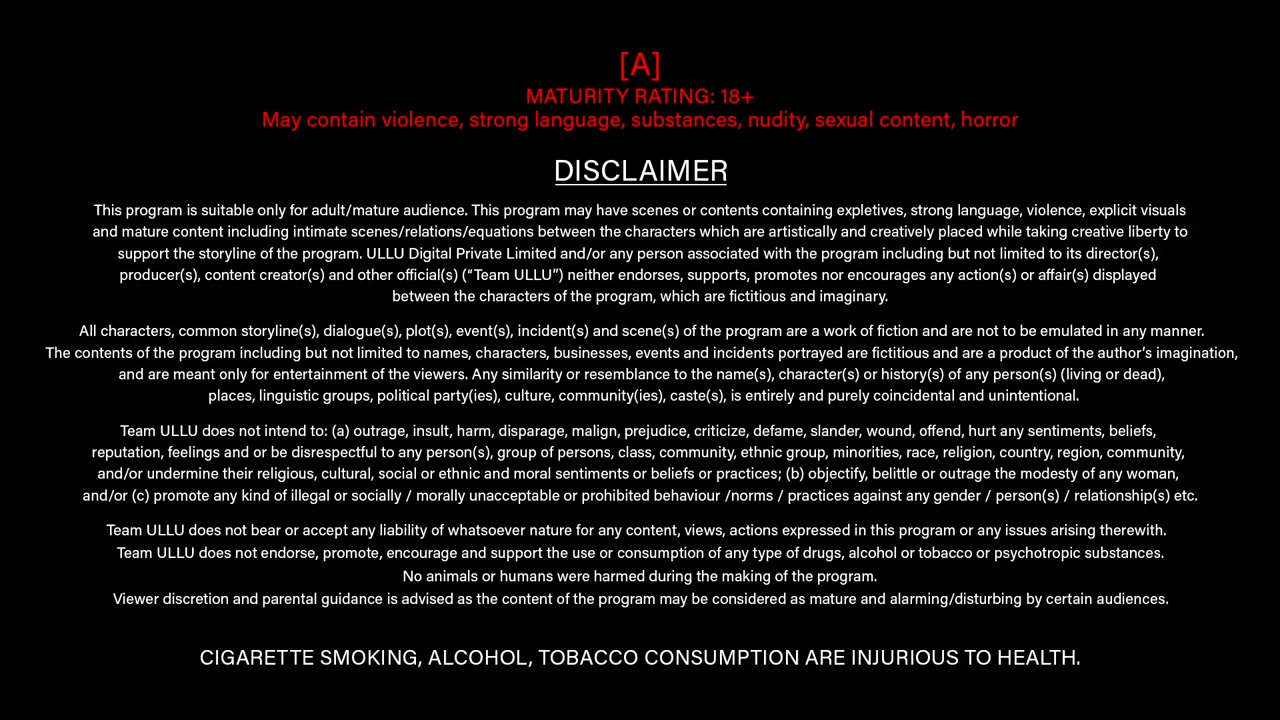 [A]
MATURITY RATING: 18+
May contain violence, strong language, substances, nudity, sexual content, horror
DISCLAIMER
This program is suitable only for adult/mature audience. This program may have scenes or contents containing expletives, strong language, violence, explicit visuals
and mature content including intimate scenes/relations/equations between the characters which are artistically and creatively placed while taking creative liberty to
support the storyline of the program. ULLU Digital Private Limited and/or any person associated with the program including but not limited to its director(s),
producer(s), content creator(s) and other official(s) (“Team ULLU”) neither endorses, supports, promotes nor encourages any action(s) or affair(s) displayed
between the characters of the program, which are fictitious and imaginary.
All characters, common storyline(s), dialogue(s), plot(s), event(s), incident(s) and scene(s) of the program are a work of fiction and are not to be emulated in any manner.
The contents of the program including but not limited to names, characters, businesses, events and incidents portrayed are fictitious and are a product of the author’s imagination,
and are meant only for entertainment of the viewers. Any similarity or resemblance to the name(s), character(s) or history(s) of any person(s) (living or dead),
places, linguistic groups, political party(ies), culture, community(ies), caste(s), is entirely and purely coincidental and unintentional.
Team ULLU does not intend to: (a) outrage, insult, harm, disparage, malign, prejudice, criticize, defame, slander, wound, offend, hurt any sentiments, beliefs,
reputation, feelings and or be disrespectful to any person(s), group of persons, class, community, ethnic group, minorities, race, religion, country, region, community,
and/or undermine their religious, cultural, social or ethnic and moral sentiments or beliefs or practices; (b) objectify, belittle or outrage the modesty of any woman,
and/or (c) promote any kind of illegal or socially / morally unacceptable or prohibited behaviour /norms / practices against any gender / person(s) / relationship(s) etc.
Team ULLU does not bear or accept any liability of whatsoever nature for any content, views, actions expressed in this program or any issues arising therewith.
Team ULLU does not endorse, promote, encourage and support the use or consumption of any type of drugs, alcohol or tobacco or psychotropic substances.
No animals or humans were harmed during the making of the program.
Viewer discretion and parental guidance is advised as the content of the program may be considered as mature and alarming/disturbing by certain audiences.
CIGARETTE SMOKING, ALCOHOL, TOBACCO CONSUMPTION ARE INJURIOUS TO HEALTH.